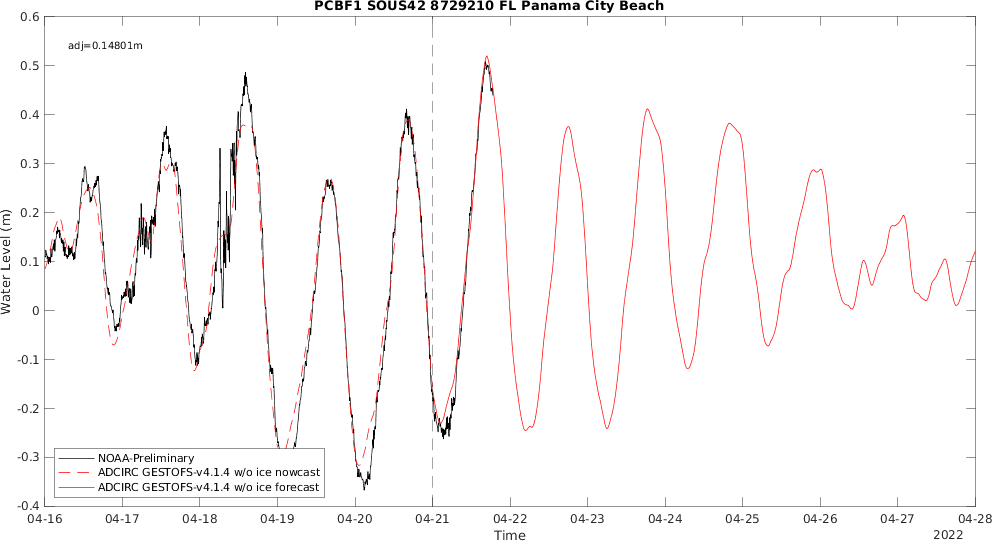 PCBF1 SOUS42 8729210 FL Panama City Beach
adj=0.14801m
Water Level (m)
0.6
0.5
0.4
0.3
0.2
0.1
0
-0.1
-0.2
-0.3
-0.4
NOAA-Preliminary
ADCIRC GESTOFS-v4.1.4 w/o ice nowcast
ADCIRC GESTOFS-v4.1.4 w/o ice forecast
04-16 04-17 04-18 04-19 04-20 04-21 04-22 04-23 04-24 04-25 04-26 04-27 04-28
Time
2022